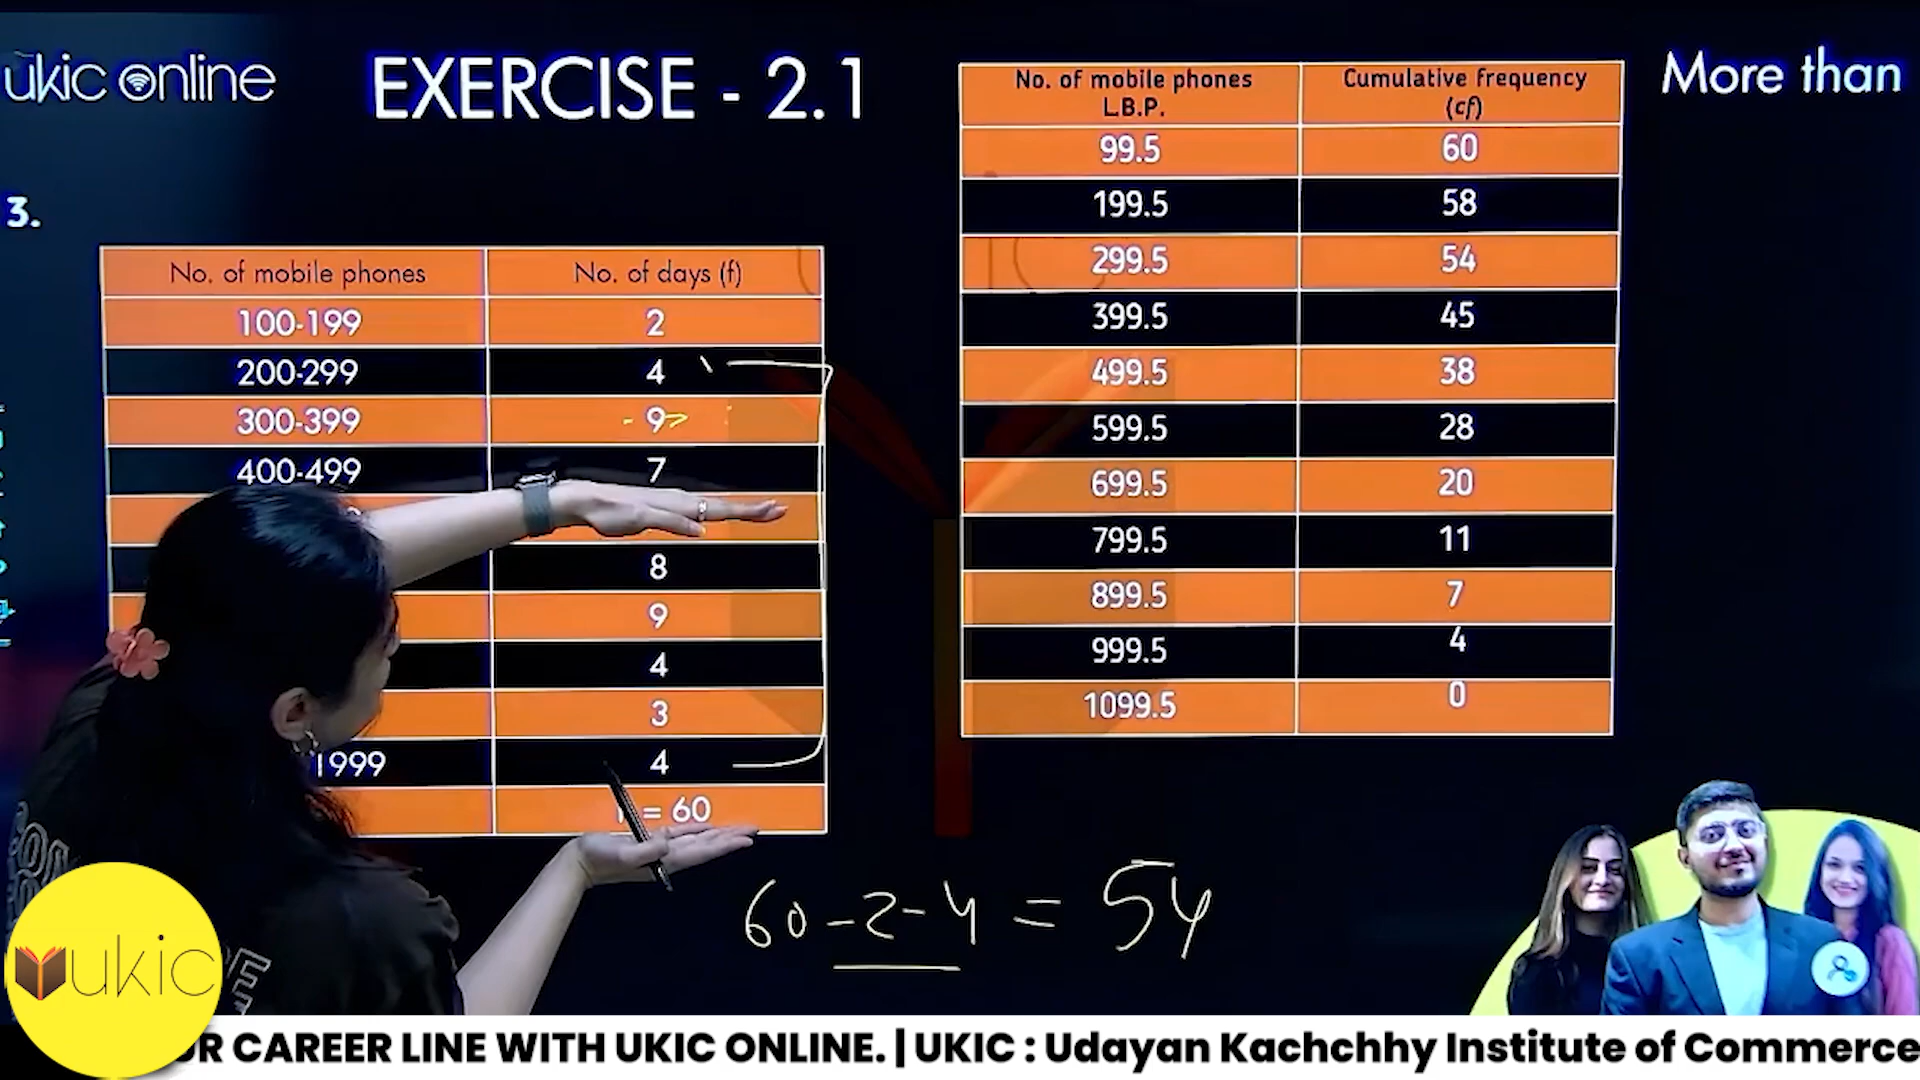 ukic online
EXERCISE - 2.1
More than
3.
No. of mobile phones No. of days (f)
100-199 2
200-299 4
300-399 9
400-499 7
8
9
4
3
1999 4
= 60
No. of mobile phones L.B.P. Cumulative frequency (cf)
99.5 60
199.5 58
299.5 54
399.5 45
499.5 38
599.5 28
699.5 20
799.5 11
899.5 7
999.5 4
1099.5 0
60-2-4 = 54
ukic
R CAREER LINE WITH UKIC ONLINE. | UKIC : Udayan Kachchhy Institute of Commerce